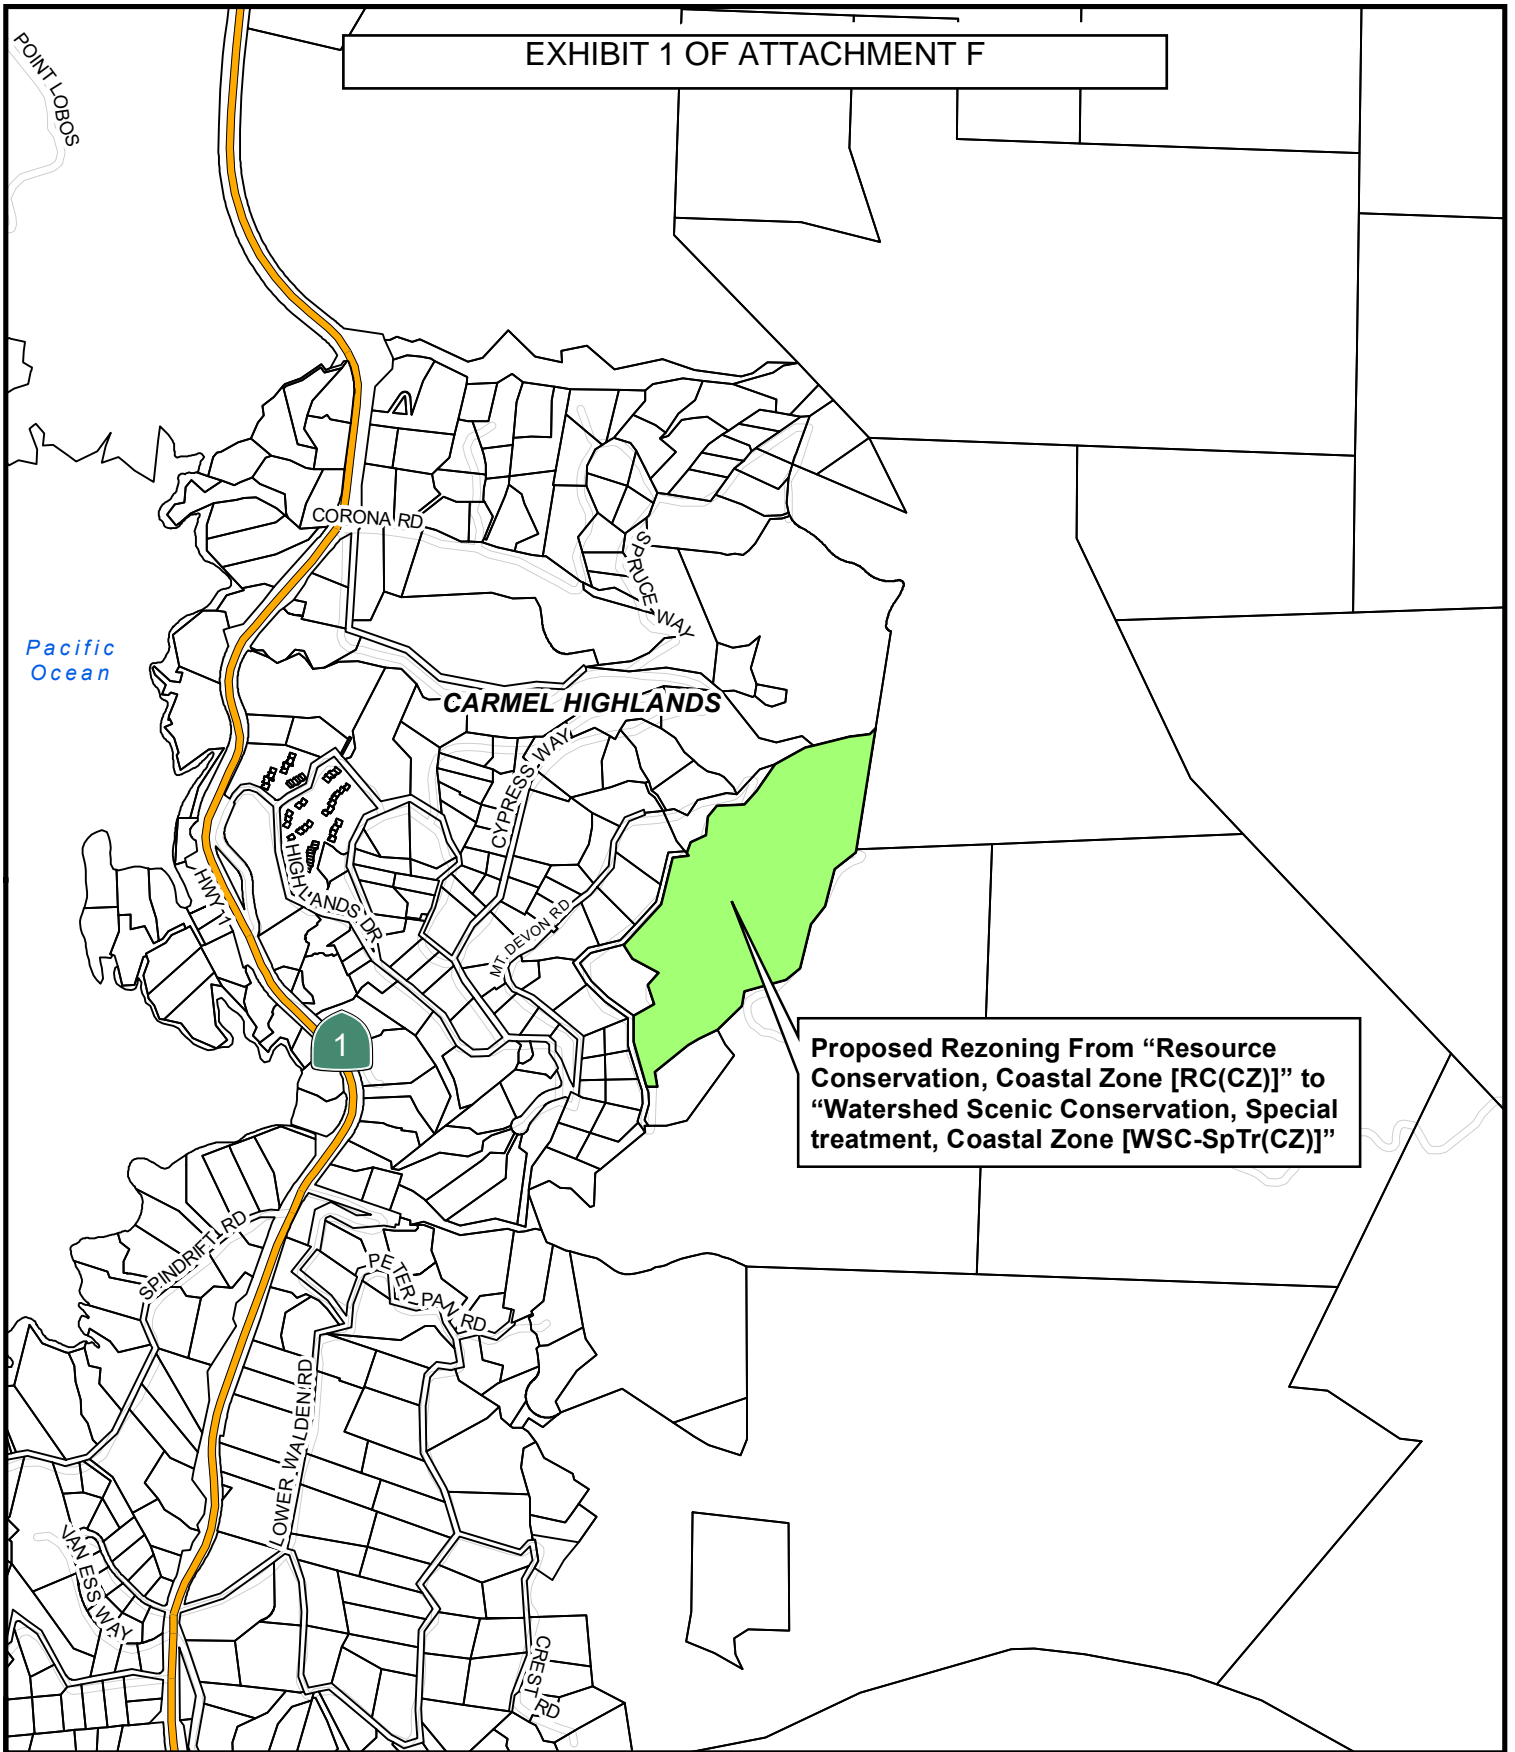 EXHIBIT 1 OF ATTACHMENT F
POINT LOBOS
CORONA RD
SPRUCE WAY
Pacific
Ocean
CARMEL HIGHLANDS
CYPRESS WAY
HIGHLANDS DR
HWY 1
MT. DEVON RD
1
Proposed Rezoning From “Resource
Conservation, Coastal Zone [RC(CZ)]” to
“Watershed Scenic Conservation, Special
treatment, Coastal Zone [WSC-SpTr(CZ)]”
SPINDRIFT RD
PETER PAN RD
LOWER WALDEN RD
VAN ESS WAY
CREST RD